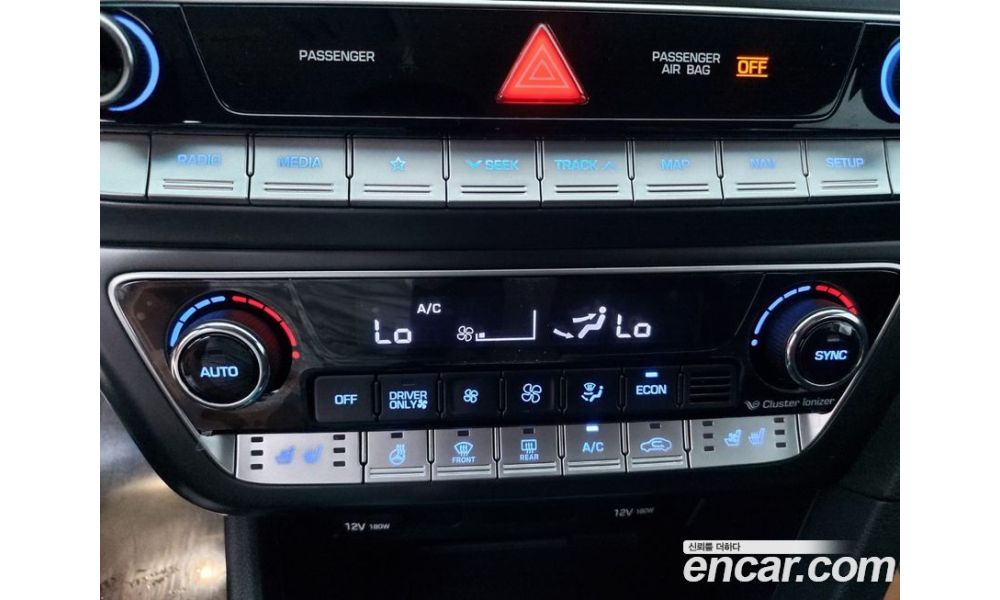 PASSENGER
PASSENGER
AIR BAG OFF
RADIO MEDIA SEEK TRACK MAP NAV SETUP
A/C
Lo Lo
AUTO SYNC
OFF DRIVER ONLY ECON
Cluster ionizer
FRONT REAR A/C
12V 180W 12V 180W
신뢰를 더하다
encar.com